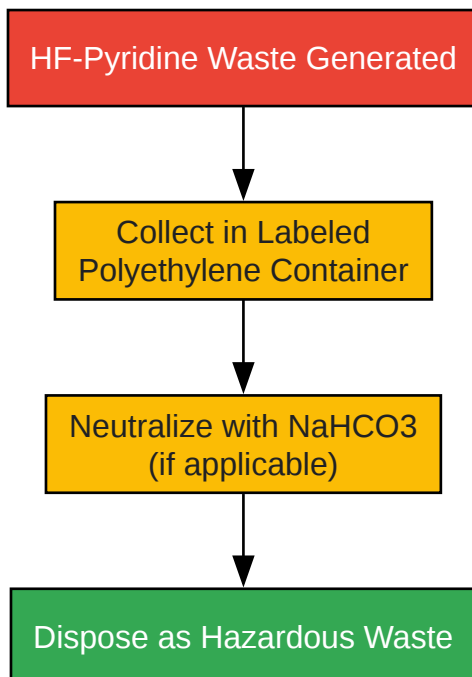 HF-Pyridine Waste Generated
Collect in Labeled
Polyethylene Container
Neutralize with NaHCO3
(if applicable)
Dispose as Hazardous Waste